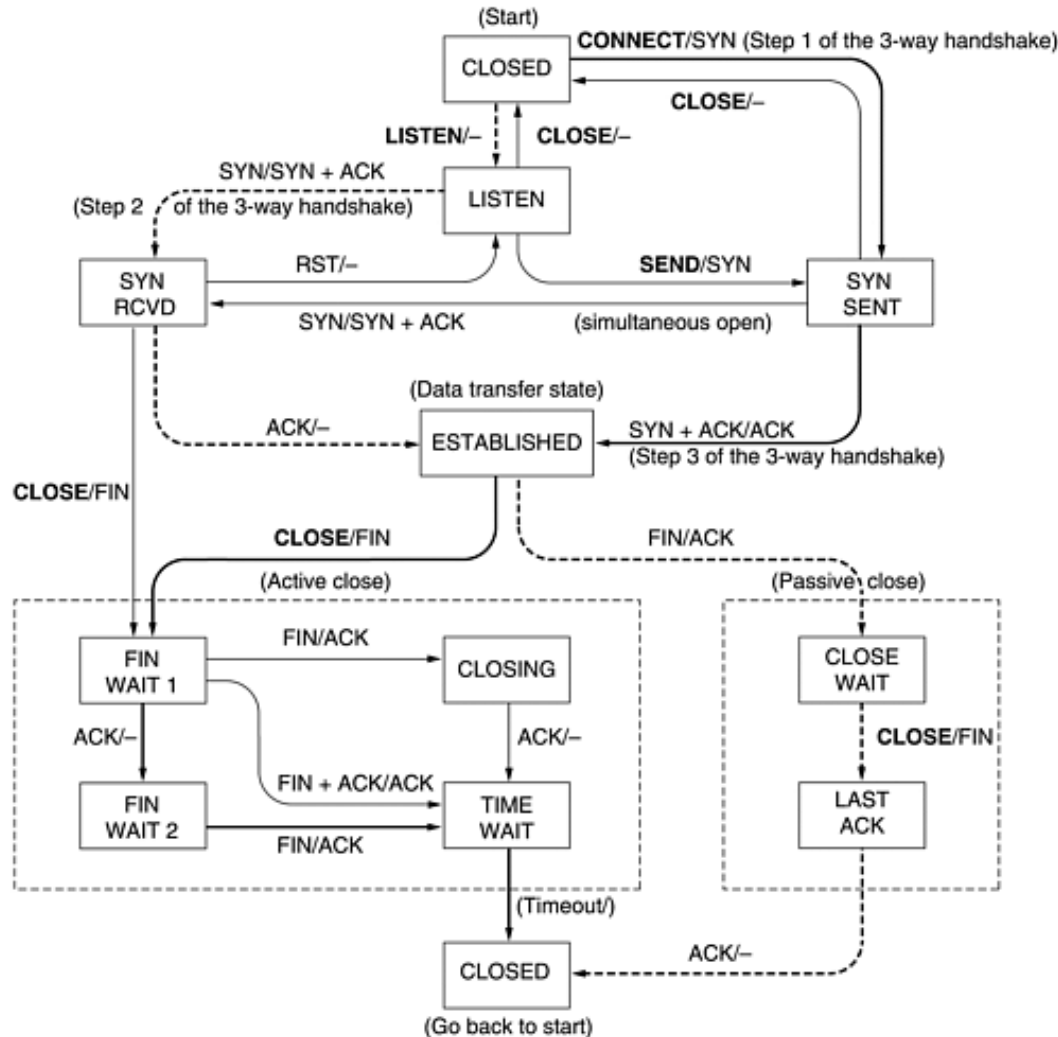 (Start)
CONNECT/SYN (Step 1 of the 3-way handshake)
CLOSED
CLOSE/–
LISTEN/–
CLOSE/–
SYN/SYN + ACK
LISTEN
(Step 2 of the 3-way handshake)
RST/–
SEND/SYN
SYN
RCVD
SYN
SENT
SYN/SYN + ACK
(simultaneous open)
(Data transfer state)
ACK/–
ESTABLISHED
SYN + ACK/ACK
(Step 3 of the 3-way handshake)
CLOSE/FIN
CLOSE/FIN
FIN/ACK
(Active close)
(Passive close)
FIN
WAIT 1
FIN/ACK
CLOSING
CLOSE
WAIT
ACK/–
ACK/–
CLOSE/FIN
FIN + ACK/ACK
FIN
WAIT 2
FIN/ACK
TIME
WAIT
LAST
ACK
(Timeout/)
CLOSED
ACK/–
(Go back to start)